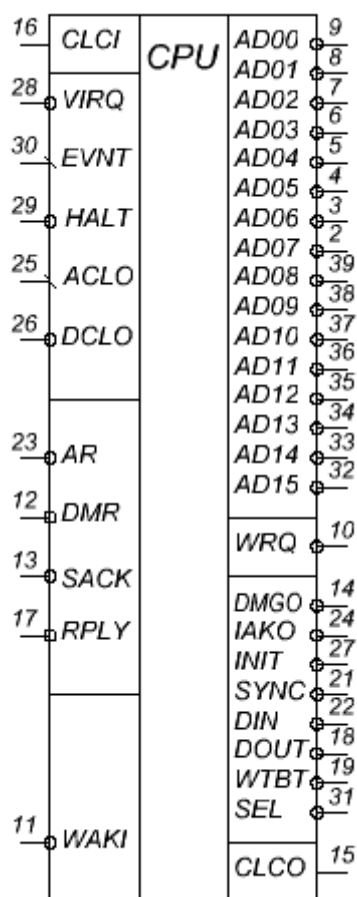 CPU
16 CLCI
28 VIRQ
30 EVNT
29 HALT
25 ACLO
26 DCLO
23 AR
12 DMR
13 SACK
17 RPLY
11 WAKI
AD00 9
AD01 8
AD02 7
AD03 6
AD04 5
AD05 4
AD06 3
AD07 2
AD08 39
AD09 38
AD10 37
AD11 36
AD12 35
AD13 34
AD14 33
AD15 32
WRQ 10
DMGO 14
IAKO 24
INIT 27
SYNC 21
DIN 22
DOUT 18
WTBT 19
SEL 31
CLCO 15